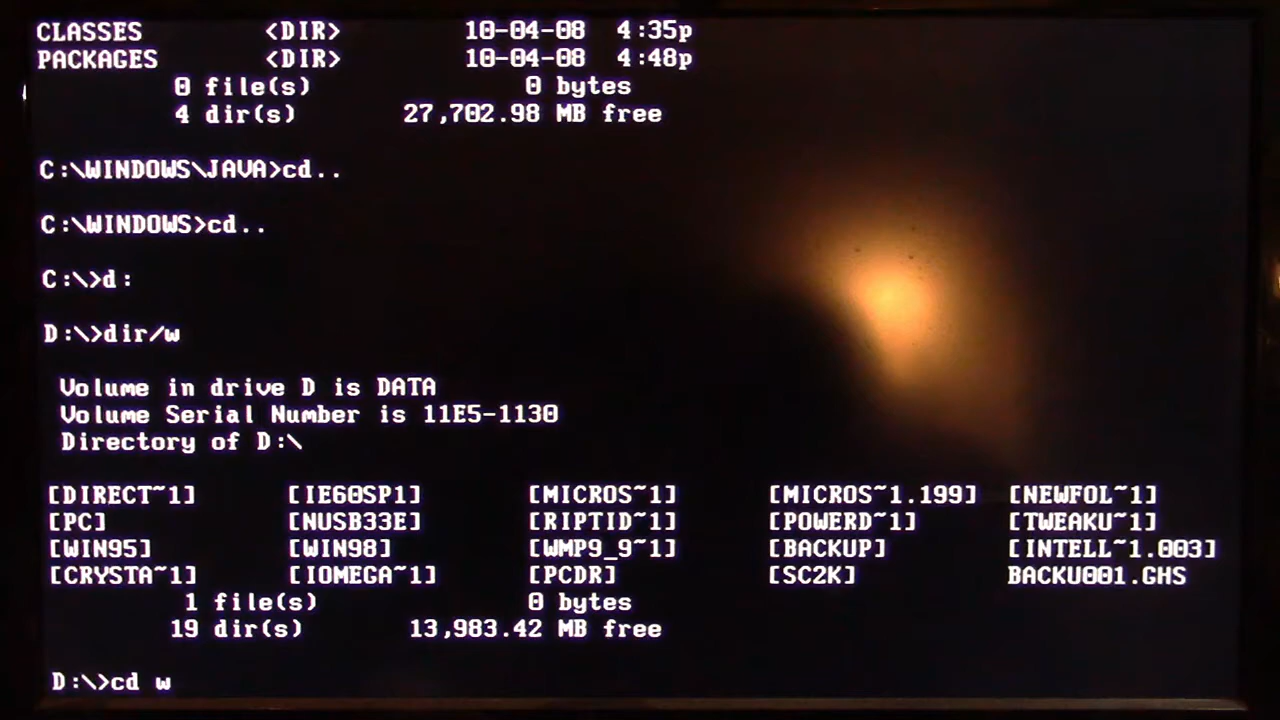 CLASSES <DIR> 10-04-08 4:35p
PACKAGES <DIR> 10-04-08 4:48p
0 file(s) 0 bytes
4 dir(s) 27,702.98 MB free
C:\WINDOWS\JAVA>cd..
C:\WINDOWS>cd..
C:\>d:
D:\>dir/w
Volume in drive D is DATA
Volume Serial Number is 11E5-1130
Directory of D:\
[DIRECT~1] [IE60SP1] [MICROS~1] [MICROS~1.199] [NEWFOL~1]
[PC] [NUSB33E] [RIPTID~1] [POWERD~1] [TWEAKU~1]
[WIN95] [WIN98] [WMP9_9~1] [BACKUP] [INTELL~1.003]
[CRYSTA~1] [IOMEGA~1] [PCDR] [SC2K] BACKU001.GHS
1 file(s) 0 bytes
19 dir(s) 13,983.42 MB free
D:\>cd w